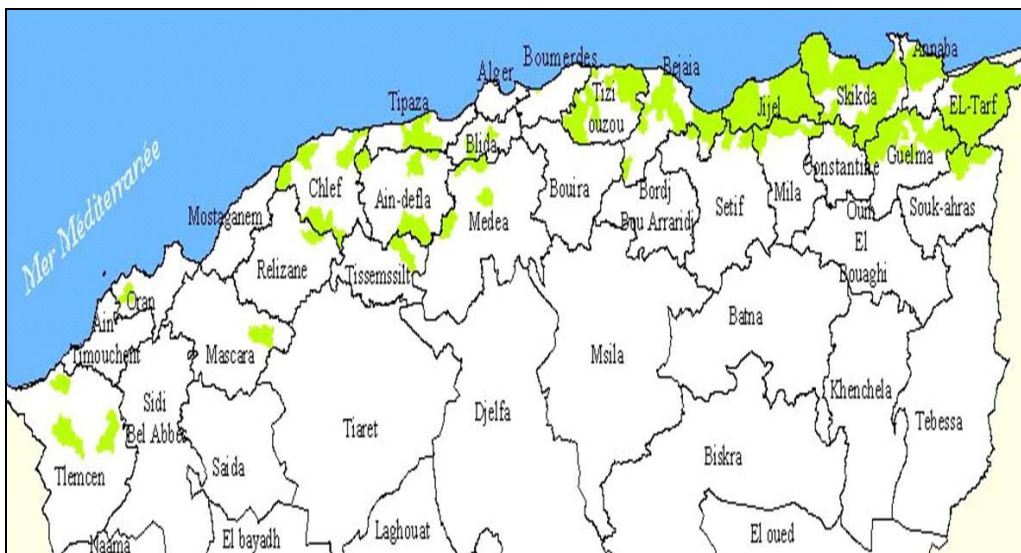 Mer Méditerranée
Alger
Boumerdes
Bejaia
Annaba
Tipaza
Tizi
ouzou
Jijel
Skikda
EL-Tarf
Blida
Constantine
Guelma
Chlef
Ain-defla
Medea
Bouira
Bordj
Bou Arraridj
Setif
Mila
Oum
El
Bouaghi
Souk-ahras
Mostaganem
Relizane
Tissemssilt
Oran
Ain
Timouchent
Mascara
Batna
Msila
Khenchela
Tebessa
Sidi
Bel Abbes
Tiaret
Djelfa
Biskra
Tlemcen
Saida
Naama
El bayadh
Laghouat
El oued